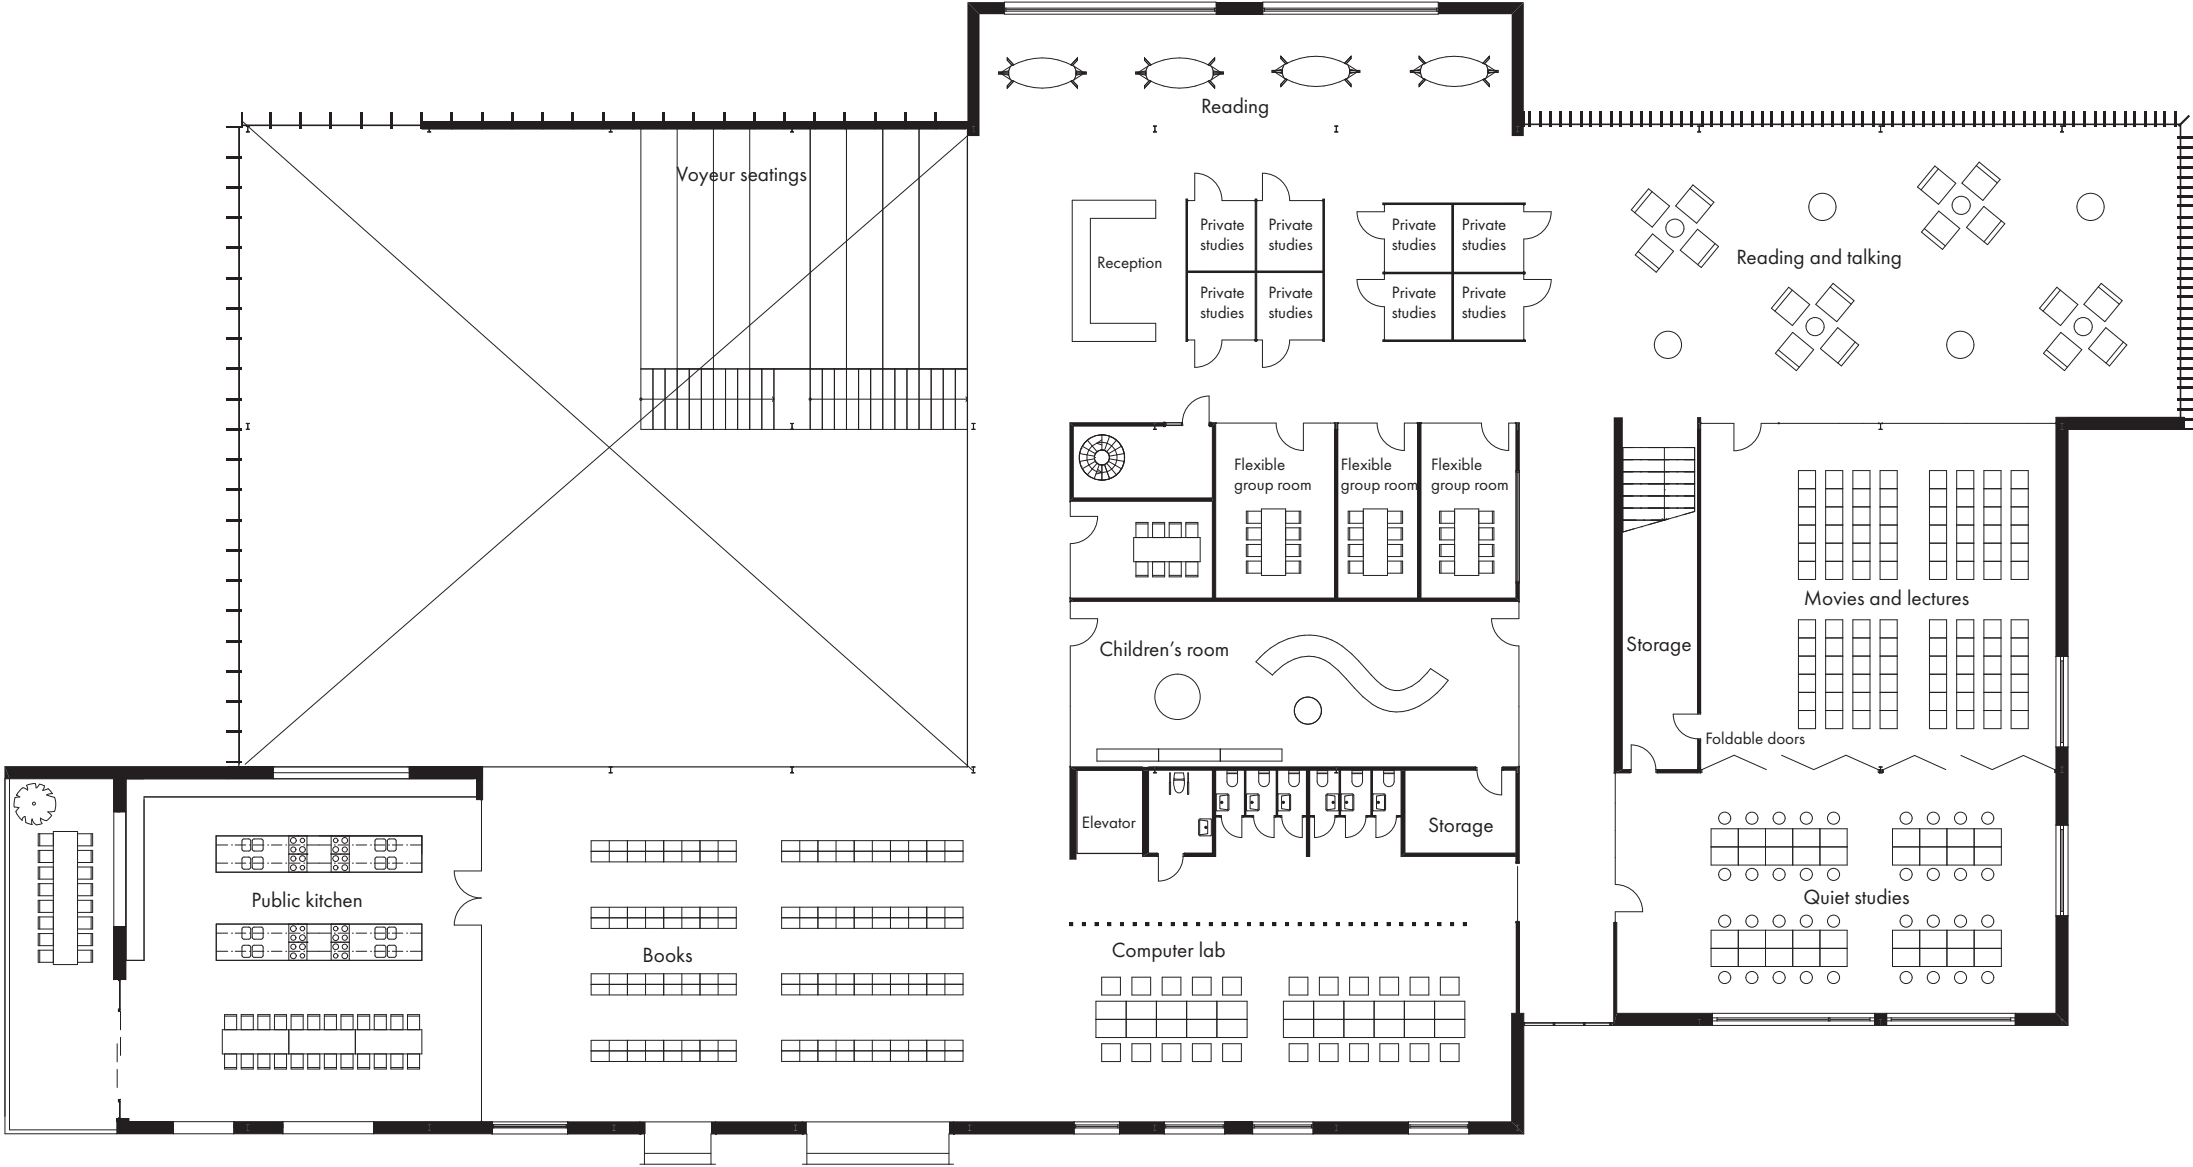 Reading
Voyeur seatings
Private
studies
Private
studies
Private
studies
Private
studies
Reception
Reading and talking
Private
studies
Private
studies
Private
studies
Private
studies
Flexible
group room
Flexible
group room
Flexible
group room
Movies and lectures
Storage
Children's room
Foldable doors
Elevator
Storage
Public kitchen
Quiet studies
Books
Computer lab